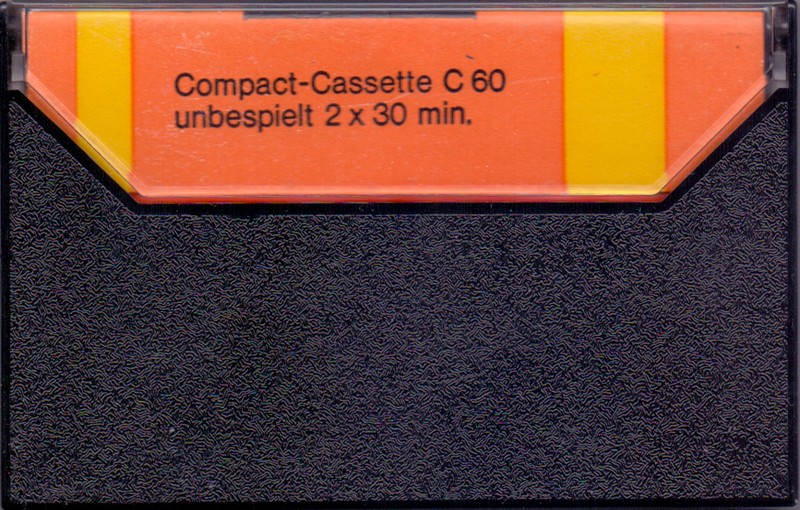 Compact-Cassette C 60
unbespielt 2 x 30 min.